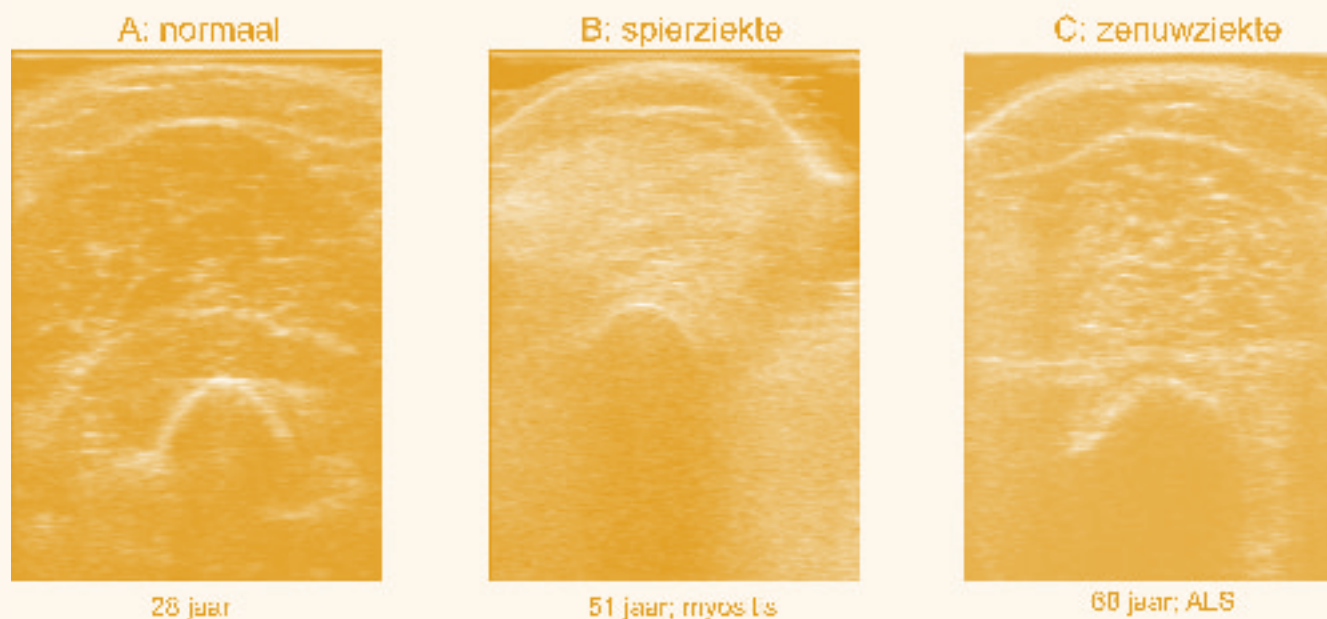 A: normaal
B: spierziekte
C: zenuwziekte
28 jaar
51 jaar; myositis
60 jaar; ALS